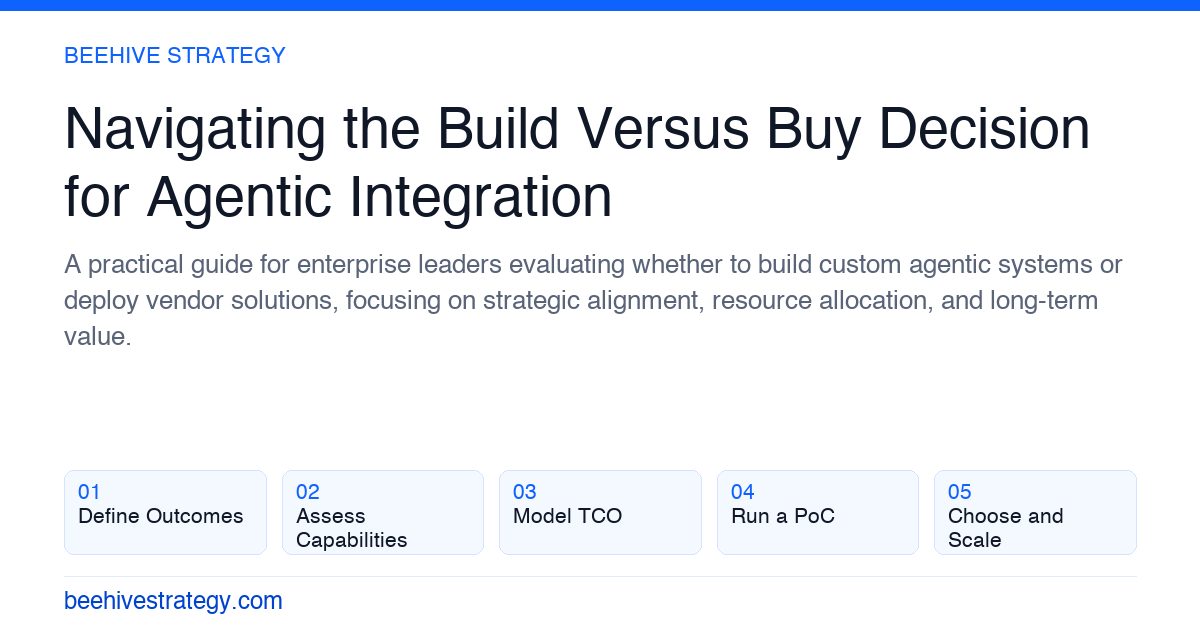 BEEHIVE STRATEGY
Navigating the Build Versus Buy Decision
for Agentic Integration
A practical guide for enterprise leaders evaluating whether to build custom agentic systems or
deploy vendor solutions, focusing on strategic alignment, resource allocation, and long-term
value.
01
Define Outcomes
02
Assess
Capabilities
03
Model TCO
04
Run a PoC
05
Choose and
Scale
beehivestrategy.com